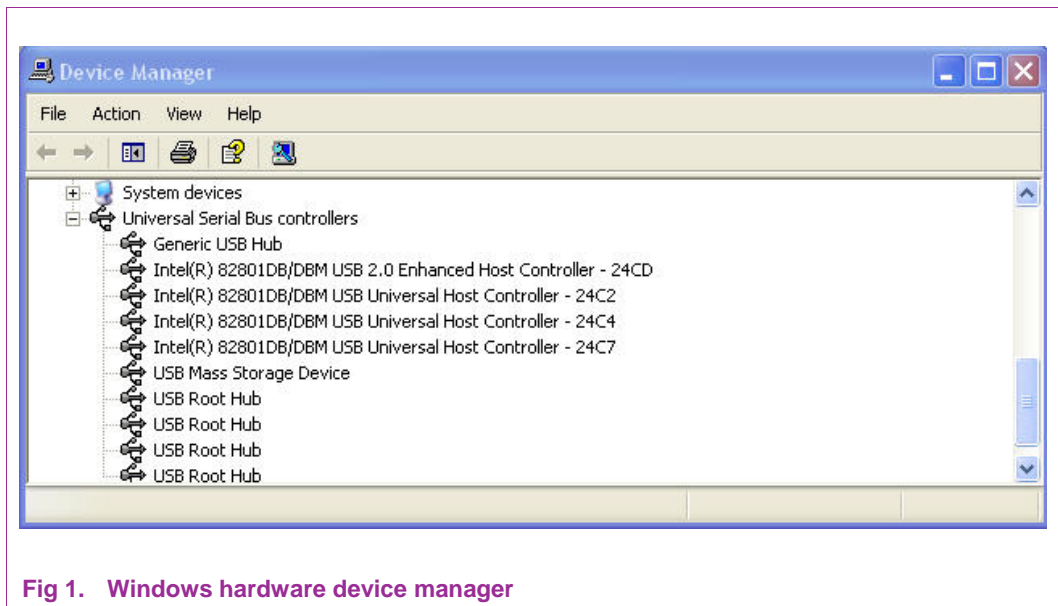 Device Manager
File Action View Help
System devices
Universal Serial Bus controllers
Generic USB Hub
Intel(R) 82801DB/DBM USB 2.0 Enhanced Host Controller - 24CD
Intel(R) 82801DB/DBM USB Universal Host Controller - 24C2
Intel(R) 82801DB/DBM USB Universal Host Controller - 24C4
Intel(R) 82801DB/DBM USB Universal Host Controller - 24C7
USB Mass Storage Device
USB Root Hub
USB Root Hub
USB Root Hub
USB Root Hub
Fig 1. Windows hardware device manager